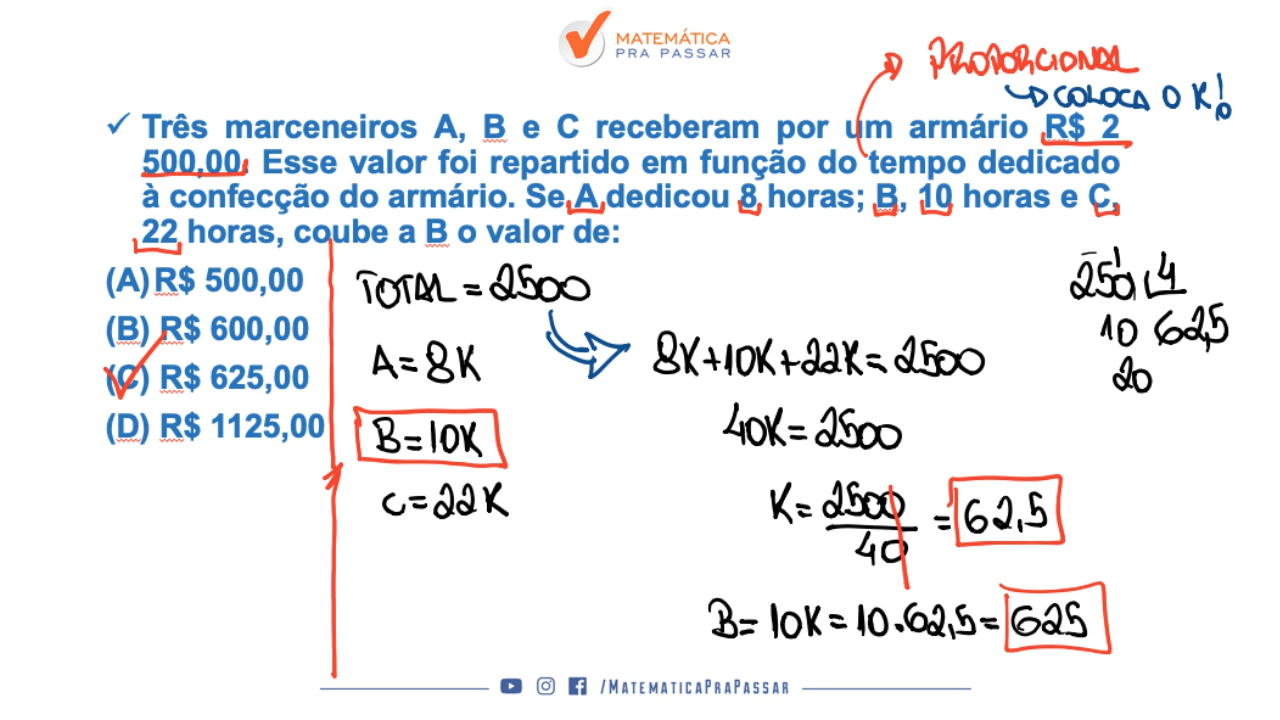 MATEMÁTICA
PRA PASSAR
PROPORCIONAL
COLOCA O K!
✓ Três marceneiros A, B e C receberam por um armário R$ 2
500,00. Esse valor foi repartido em função do tempo dedicado
à confecção do armário. Se A dedicou 8 horas; B, 10 horas e C,
22 horas, coube a B o valor de:
(A) R$ 500,00
(B) R$ 600,00
(C) R$ 625,00
(D) R$ 1125,00
TOTAL = 2500
A = 8K
B = 10K
C = 22K
8K + 10K + 22K = 2500
40K = 2500
K = 2500/40 = 62,5
B = 10K = 10.62,5 = 625
250 4
10 62,5
20
/MATEMATICAPRAPASSAR